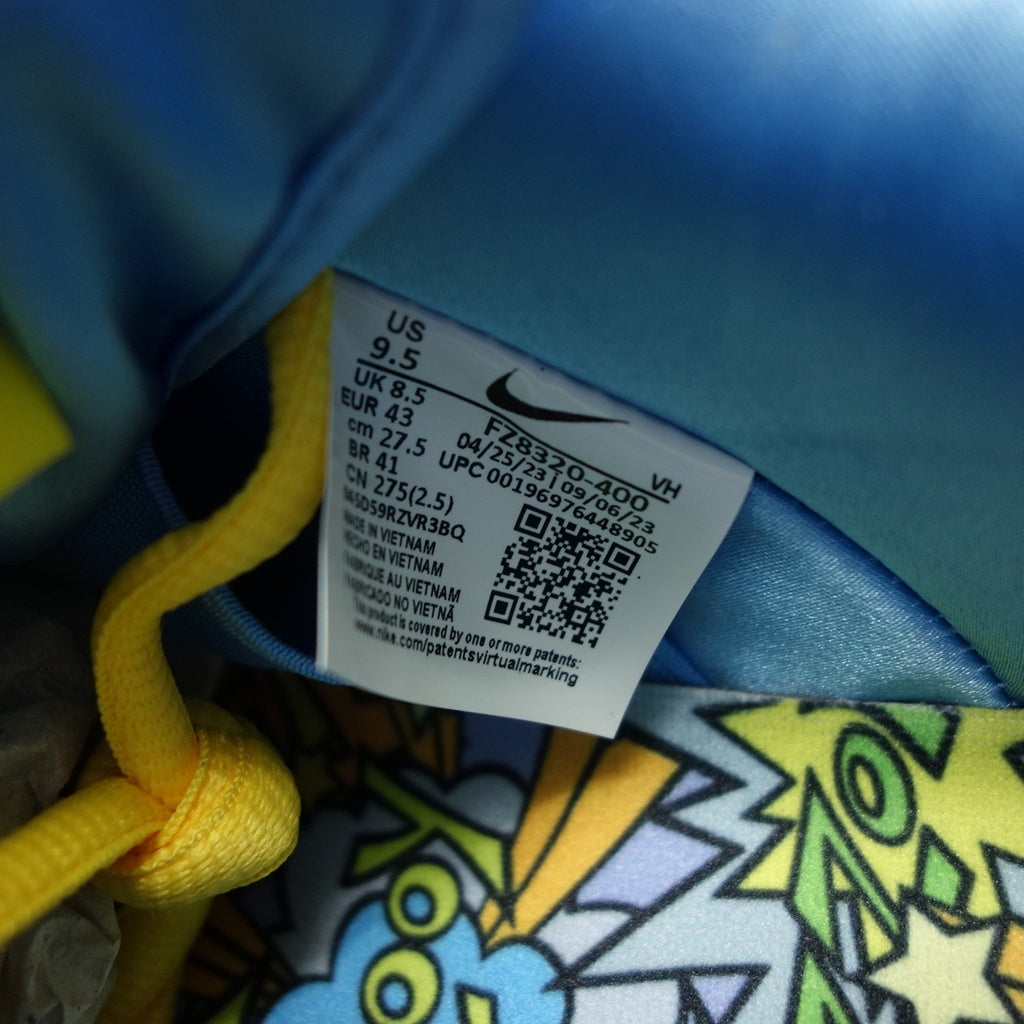 US
9.5
UK 8.5
EUR 43
cm 27.5
BR 41
CN 275(2.5)
VH
FZ8320-400
04/25/23 | 09/06/23
UPC 00196976448905
MADE IN VIETNAM
HECHO EN VIETNAM
FABRIQUE AU VIETNAM
FABRICADO NO VIETNÃ
The product is covered by one or more patents:
www.nike.com/patentsvirtualmarking